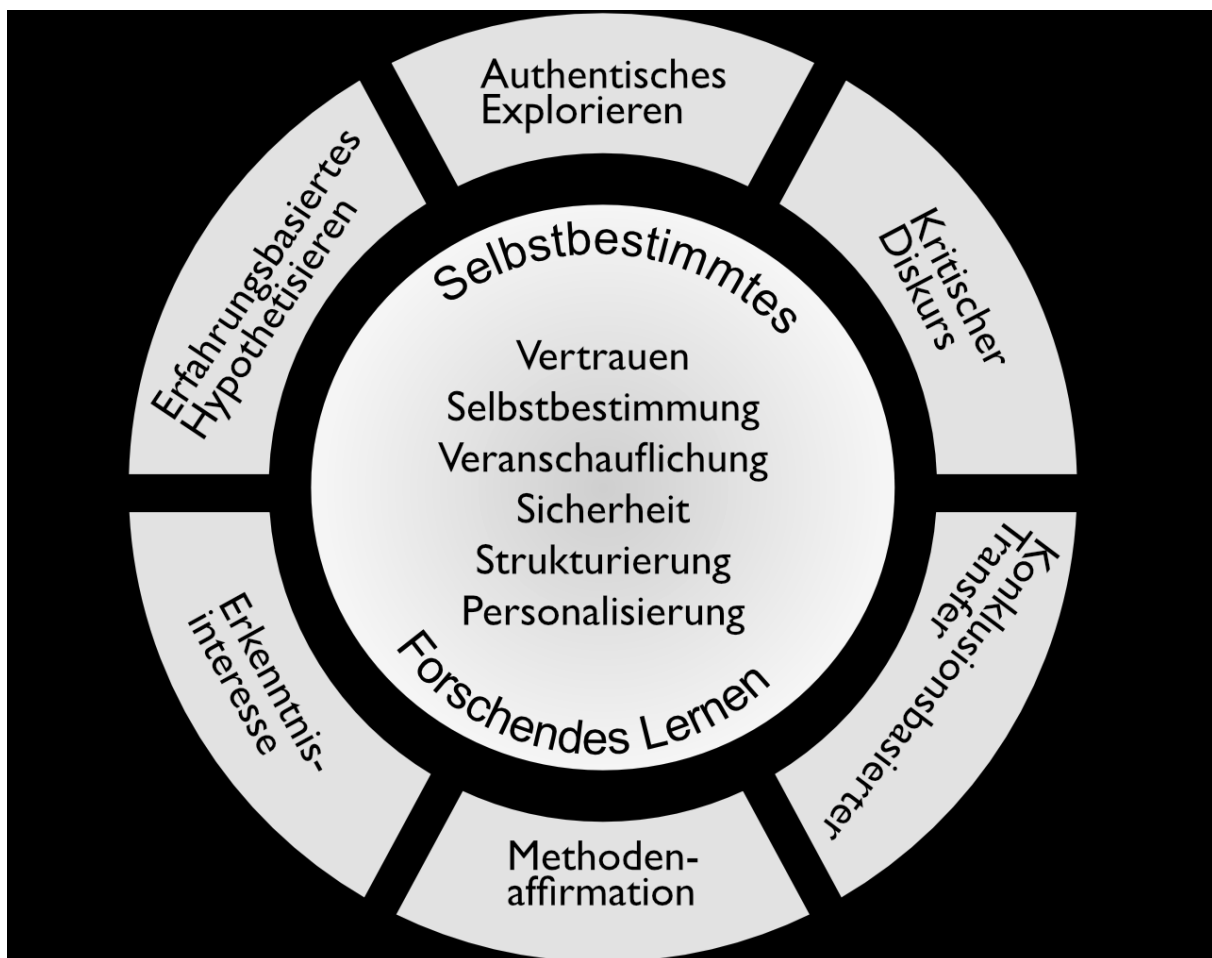 Authentisches
Explorieren
Kritischer
Diskurs
Konklusionsbasierter
Transfer
Methoden-
affirmation
Erkenntnis-
interesse
Erfahrungsbasiertes
Hypothetisieren
Selbstbestimmtes
Vertrauen
Selbstbestimmung
Veranschauflichung
Sicherheit
Strukturierung
Personalisierung
Forschendes Lernen